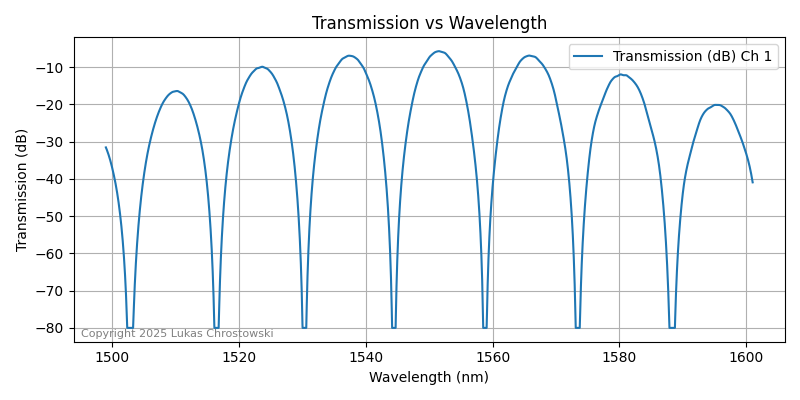 Transmission vs Wavelength
Transmission (dB) Ch 1
Transmission (dB)
−10
−20
−30
−40
−50
−60
−70
−80
Copyright 2025 Lukas Chrostowski
1500 1520 1540 1560 1580 1600
Wavelength (nm)